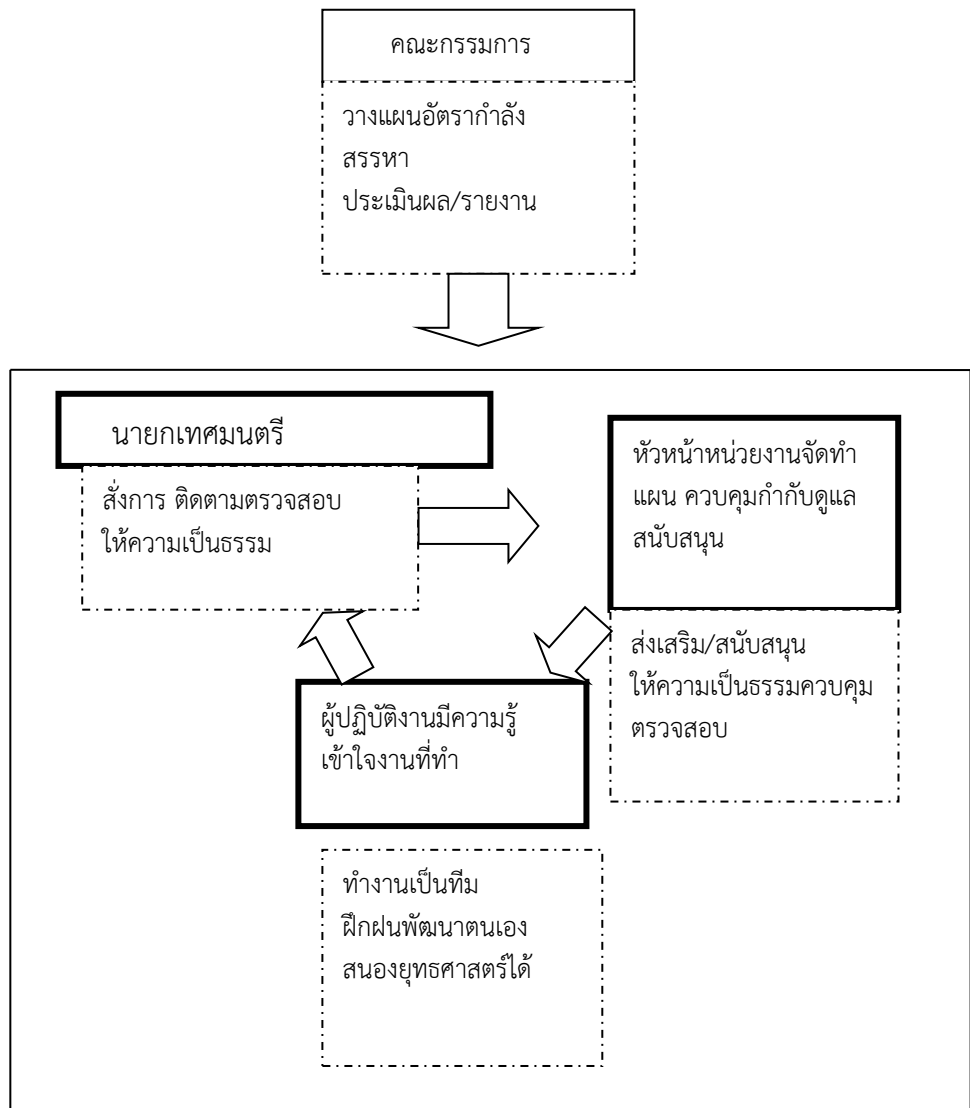 คณะกรรมการ
วางแผนอัตรากำลัง
สรรหา
ประเมินผล/รายงาน
นายกเทศมนตรี
สั่งการ ติดตามตรวจสอบ
ให้ความเป็นธรรม
หัวหน้าหน่วยงานจัดทำ
แผน ควบคุมกำกับดูแล
สนับสนุน
ส่งเสริม/สนับสนุน
ให้ความเป็นธรรมควบคุม
ตรวจสอบ
ผู้ปฏิบัติงานมีความรู้
เข้าใจงานที่ทำ
ทำงานเป็นทีม
ฝึกฝนพัฒนาตนเอง
สนองยุทธศาสตร์ได้